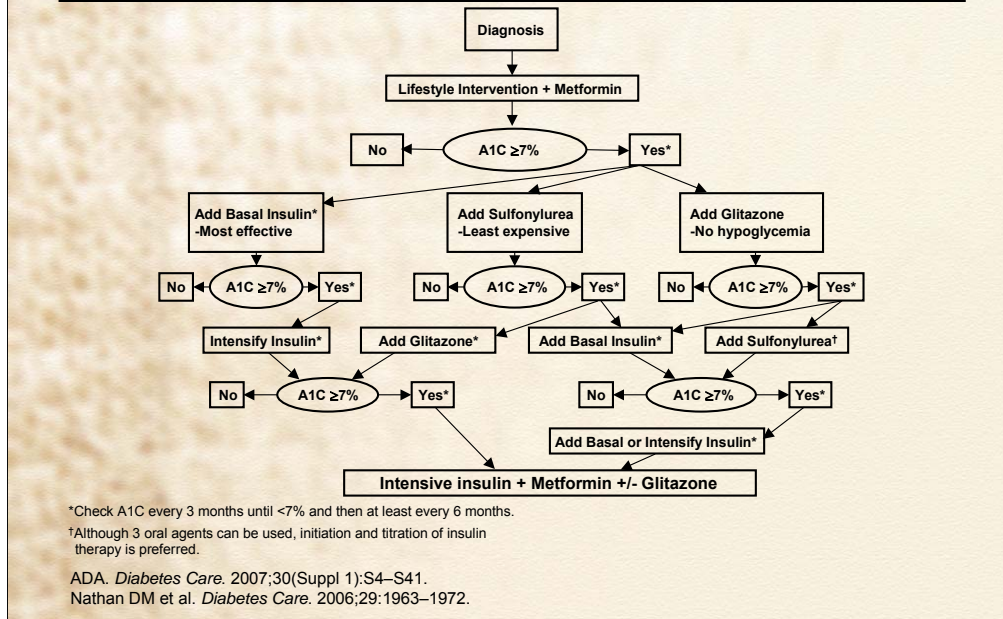 Diagnosis
Lifestyle Intervention + Metformin
No
A1C ≥7%
Yes*
Add Basal Insulin*
-Most effective
Add Sulfonylurea
-Least expensive
Add Glitazone
-No hypoglycemia
No
A1C ≥7%
Yes*
No
A1C ≥7%
Yes*
No
A1C ≥7%
Yes*
Intensify Insulin*
Add Glitazone*
Add Basal Insulin*
Add Sulfonylurea†
No
A1C ≥7%
Yes*
No
A1C ≥7%
Yes*
Add Basal or Intensify Insulin*
Intensive insulin + Metformin +/- Glitazone
*Check A1C every 3 months until <7% and then at least every 6 months.
†Although 3 oral agents can be used, initiation and titration of insulin
therapy is preferred.
ADA. Diabetes Care. 2007;30(Suppl 1):S4–S41.
Nathan DM et al. Diabetes Care. 2006;29:1963–1972.